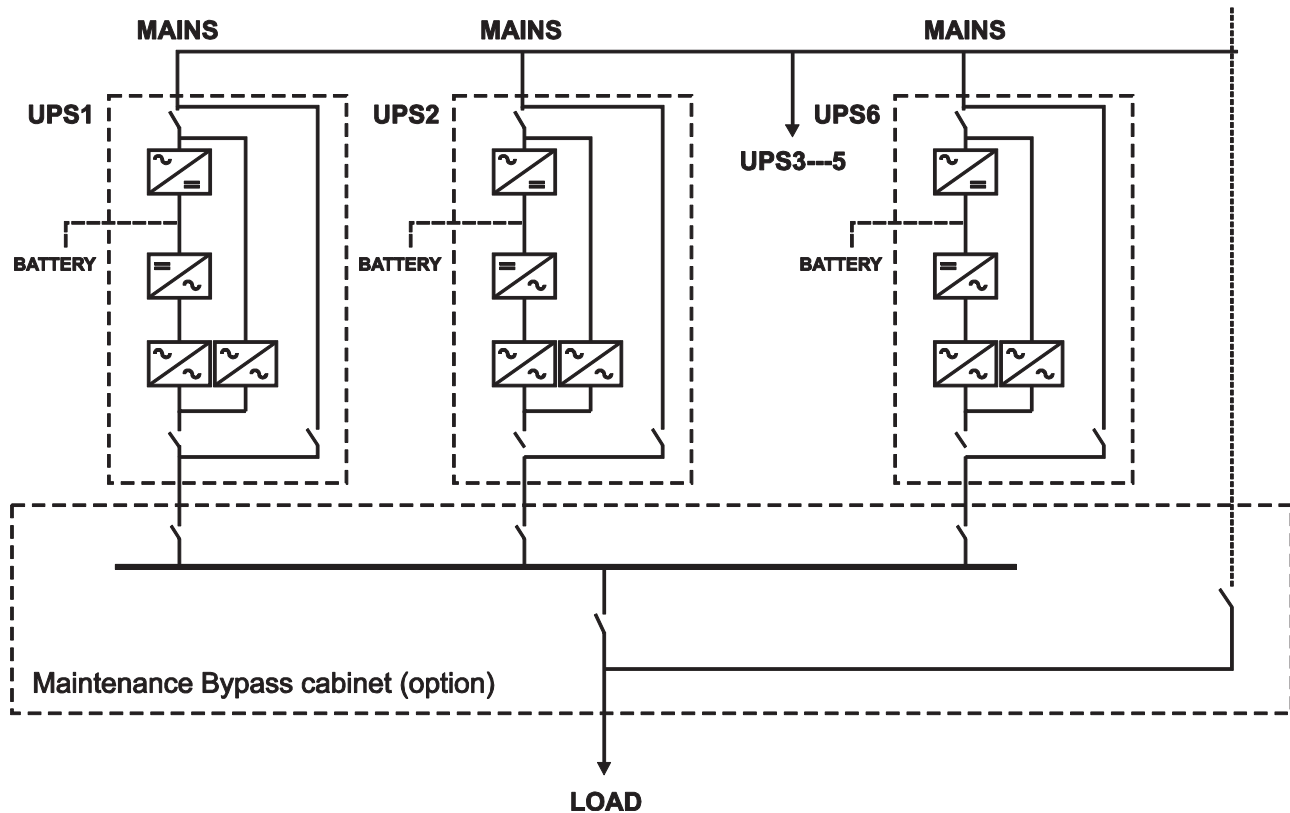 MAINS
MAINS
MAINS
UPS1
UPS2
UPS6
UPS3---5
BATTERY
BATTERY
BATTERY
Maintenance Bypass cabinet (option)
LOAD